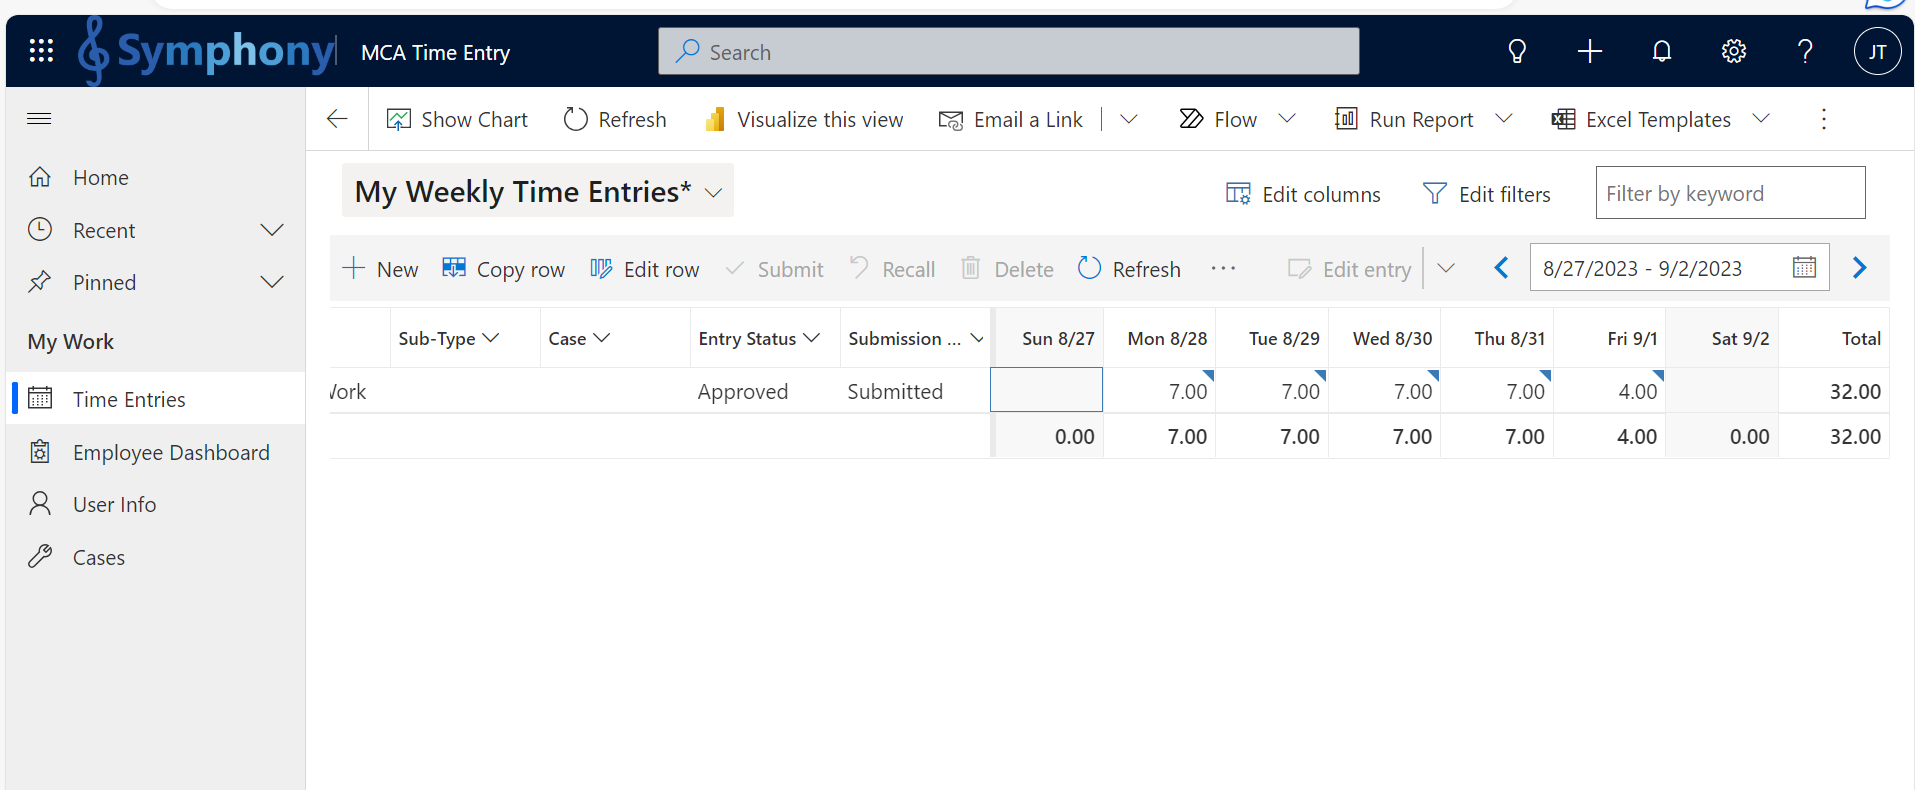 Symphony MCA Time Entry Search JT
Show Chart Refresh Visualize this view Email a Link Flow Run Report Excel Templates
Home
Recent
Pinned
My Work
Time Entries
Employee Dashboard
User Info
Cases
My Weekly Time Entries* Edit columns Edit filters Filter by keyword
New Copy row Edit row Submit Recall Delete Refresh ... Edit entry 8/27/2023 - 9/2/2023
Sub-Type Case Entry Status Submission ... Sun 8/27 Mon 8/28 Tue 8/29 Wed 8/30 Thu 8/31 Fri 9/1 Sat 9/2 Total
Approved Submitted 7.00 7.00 7.00 7.00 4.00 32.00
0.00 7.00 7.00 7.00 7.00 4.00 0.00 32.00